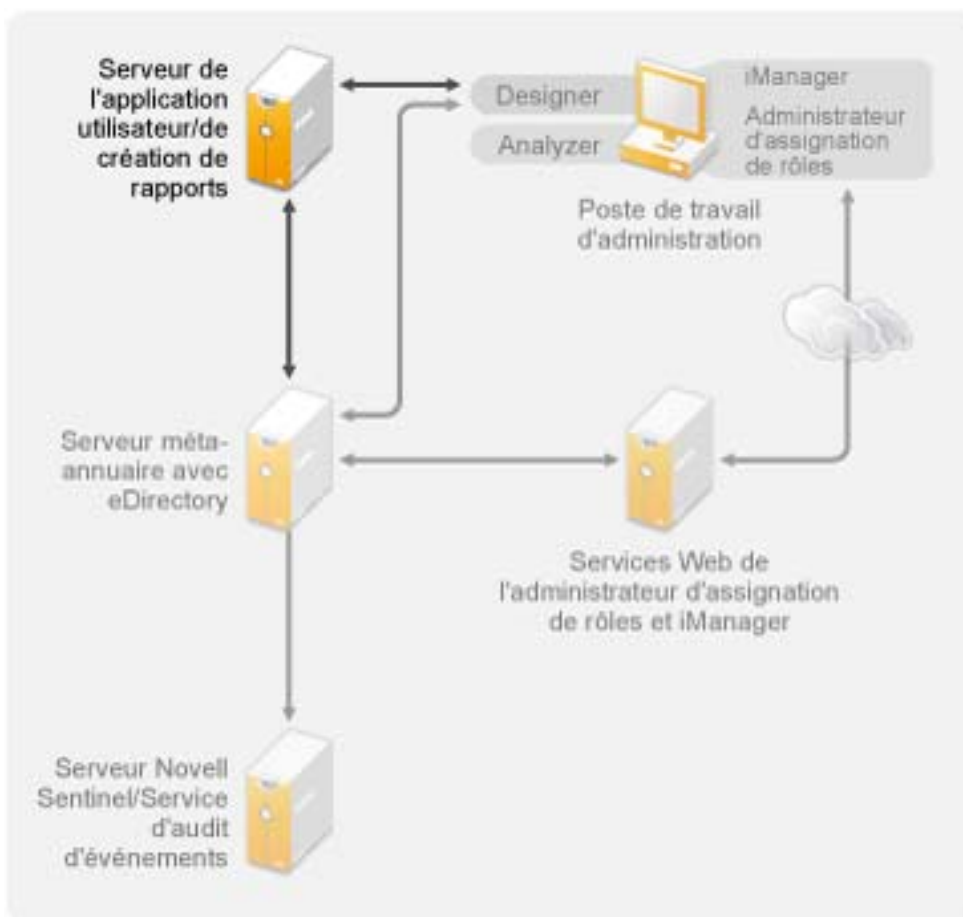 Serveur de
l'application
utilisateur/de
création de
rapports
Designer
Analyzer
iManager
Administrateur
d'assignation
de rôles
Poste de travail
d'administration
Serveur méta-
annuaire avec
eDirectory
Services Web de
l'administrateur d'assignation
de rôles et iManager
Serveur Novell
Sentinel/Service
d'audit
d'événements